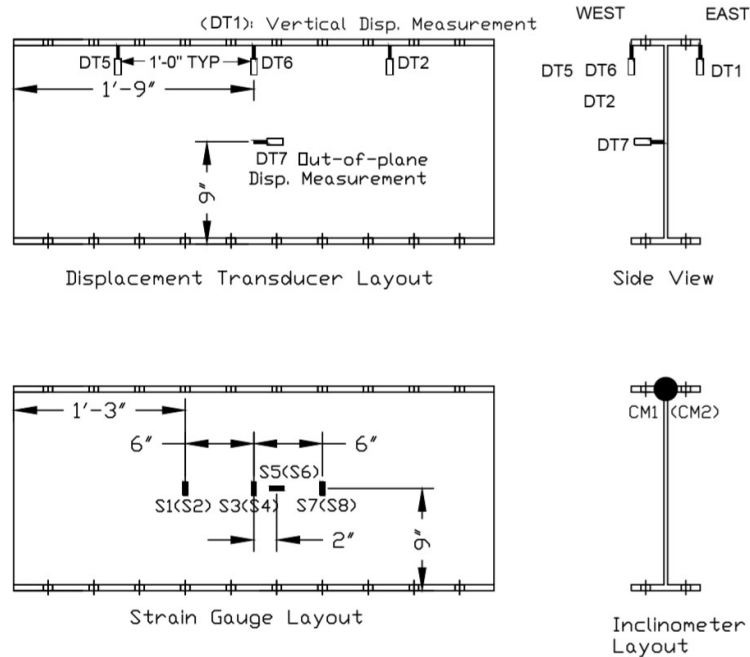 (DT1): Vertical Disp. Measurement
WEST EAST
DT5 1'-0" TYP DT6 DT2
1'-9"
DT5 DT6 DT1
DT2
DT7 Out-of-plane
Disp. Measurement
9"
DT7
Displacement Transducer Layout
Side View
1'-3"
6" 6"
S5(S6)
S1(S2) S3(S4) S7(S8)
2"
9"
CM1 (CM2)
Strain Gauge Layout
Inclinometer
Layout